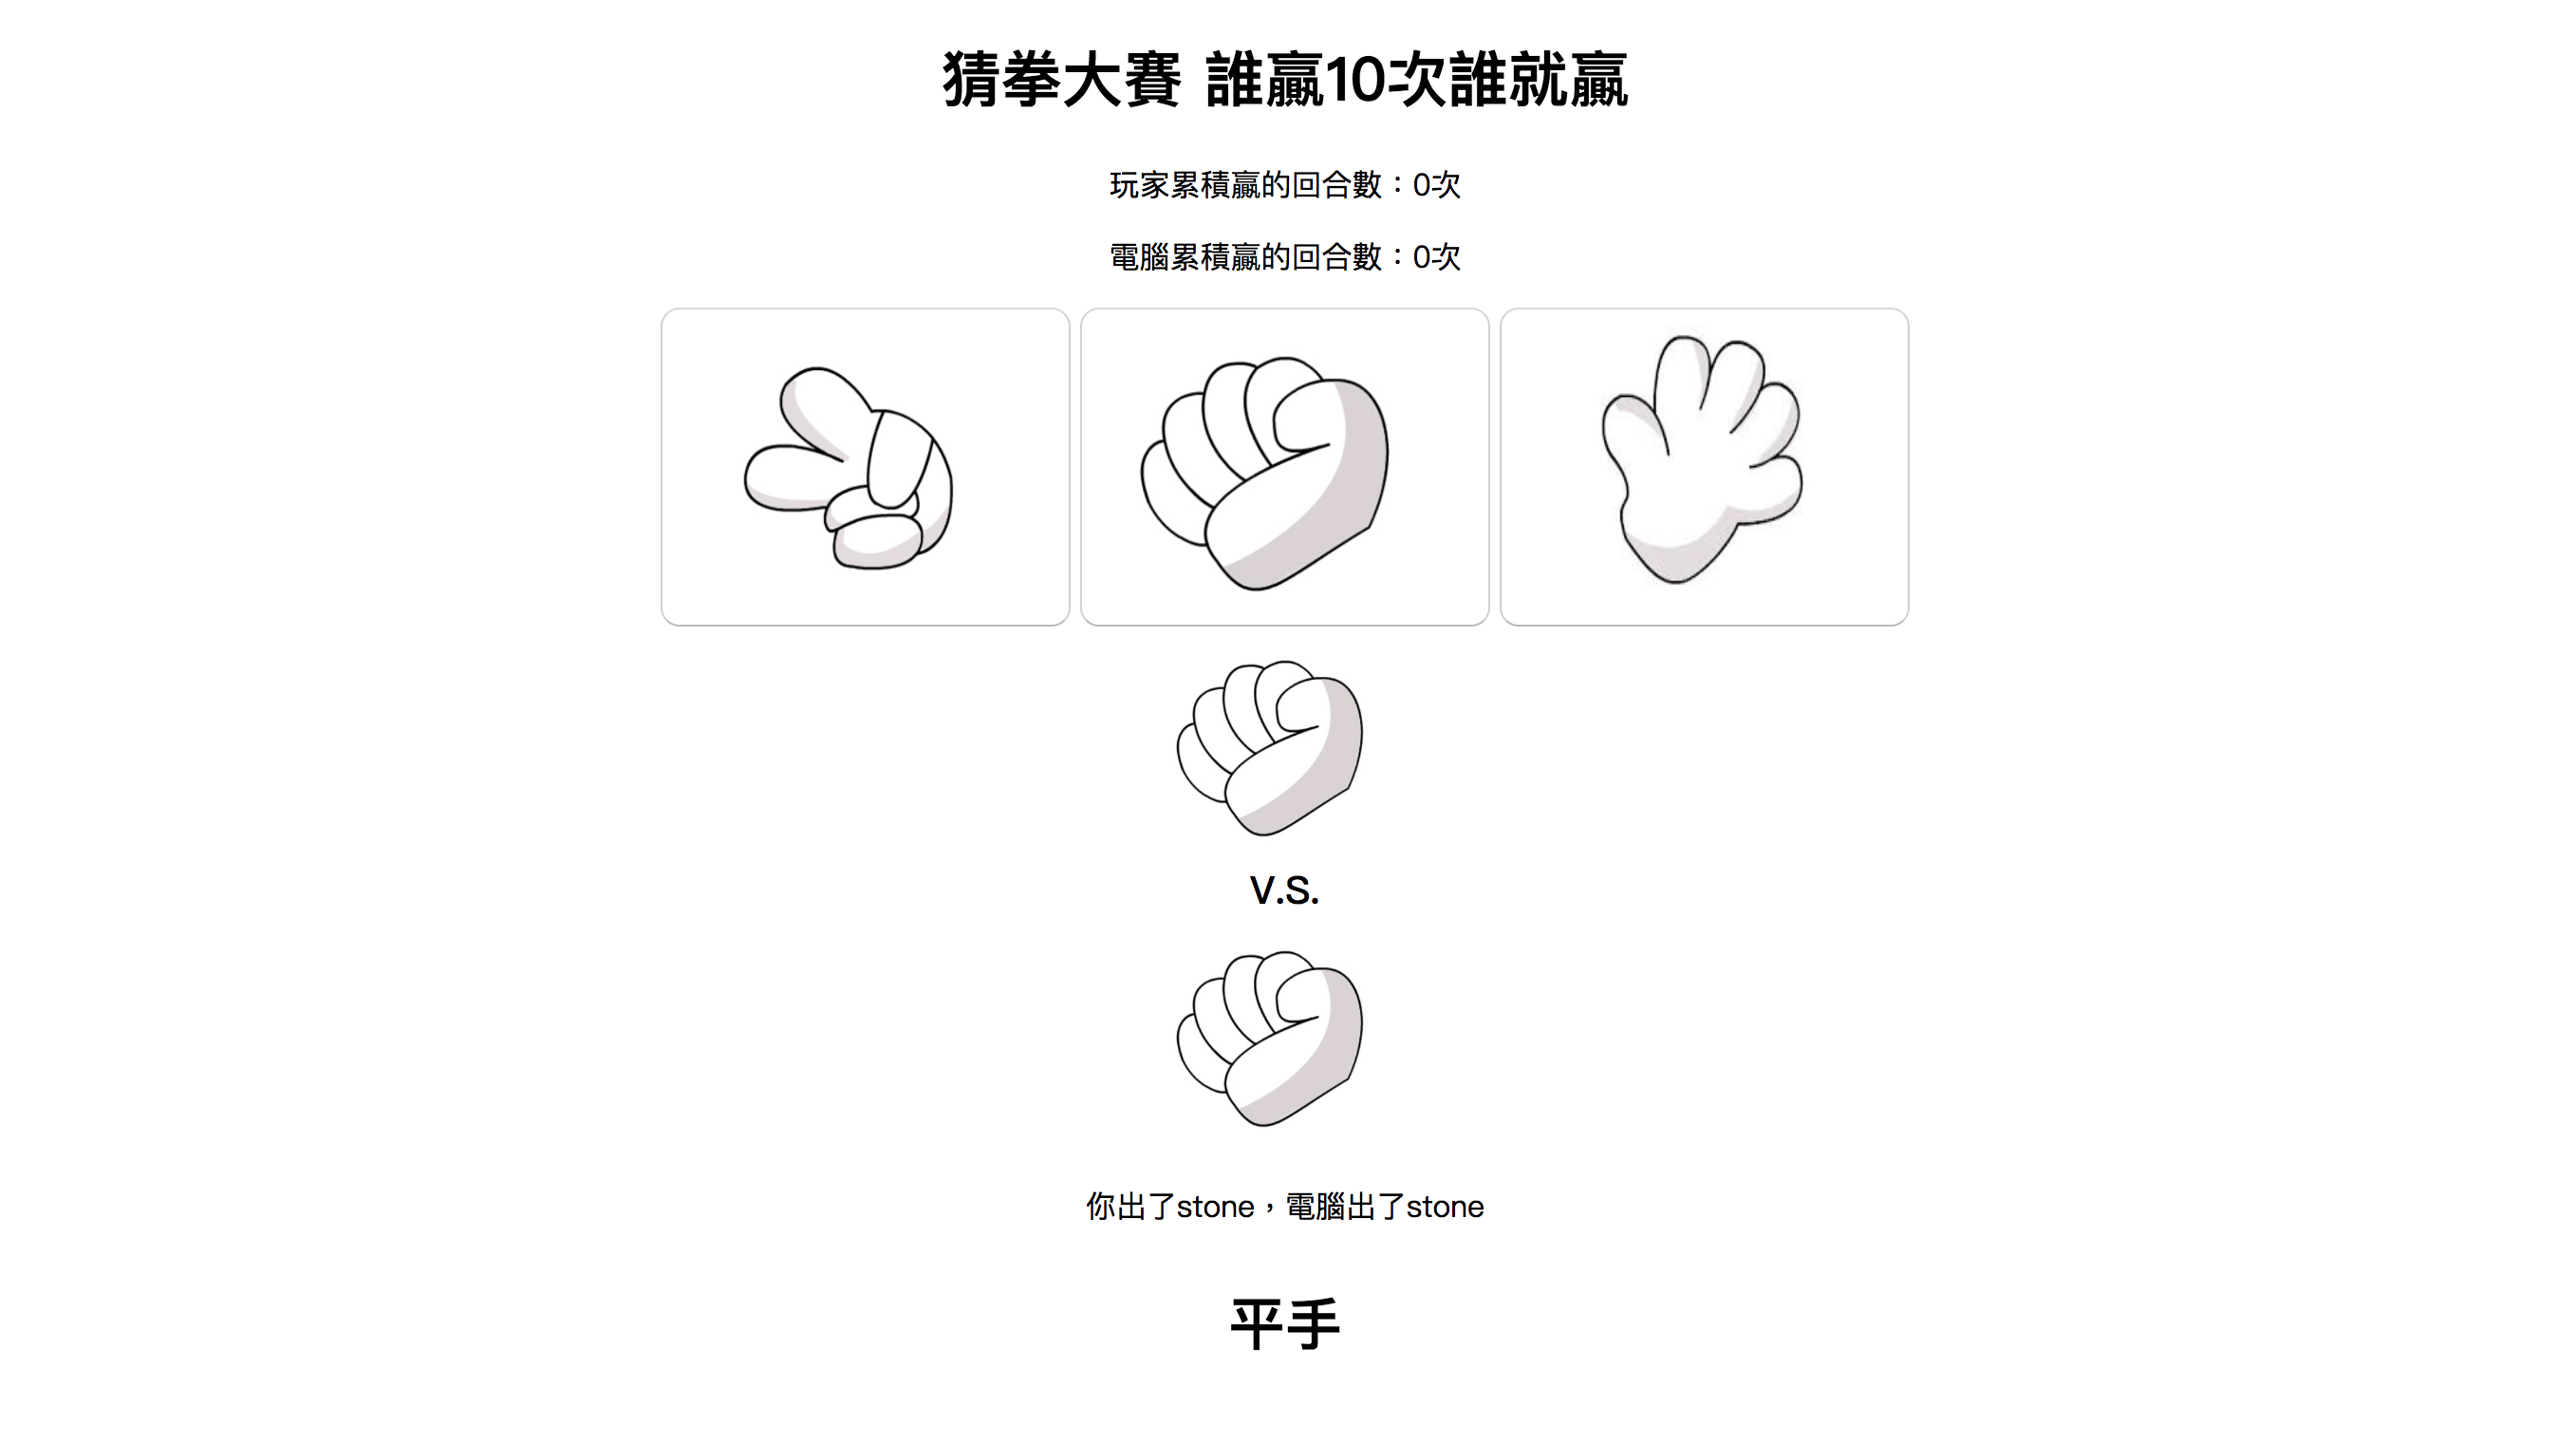 猜拳大賽 誰贏10次誰就贏
玩家累積贏的回合數：0次
電腦累積贏的回合數：0次
V.S.
你出了stone，電腦出了stone
平手